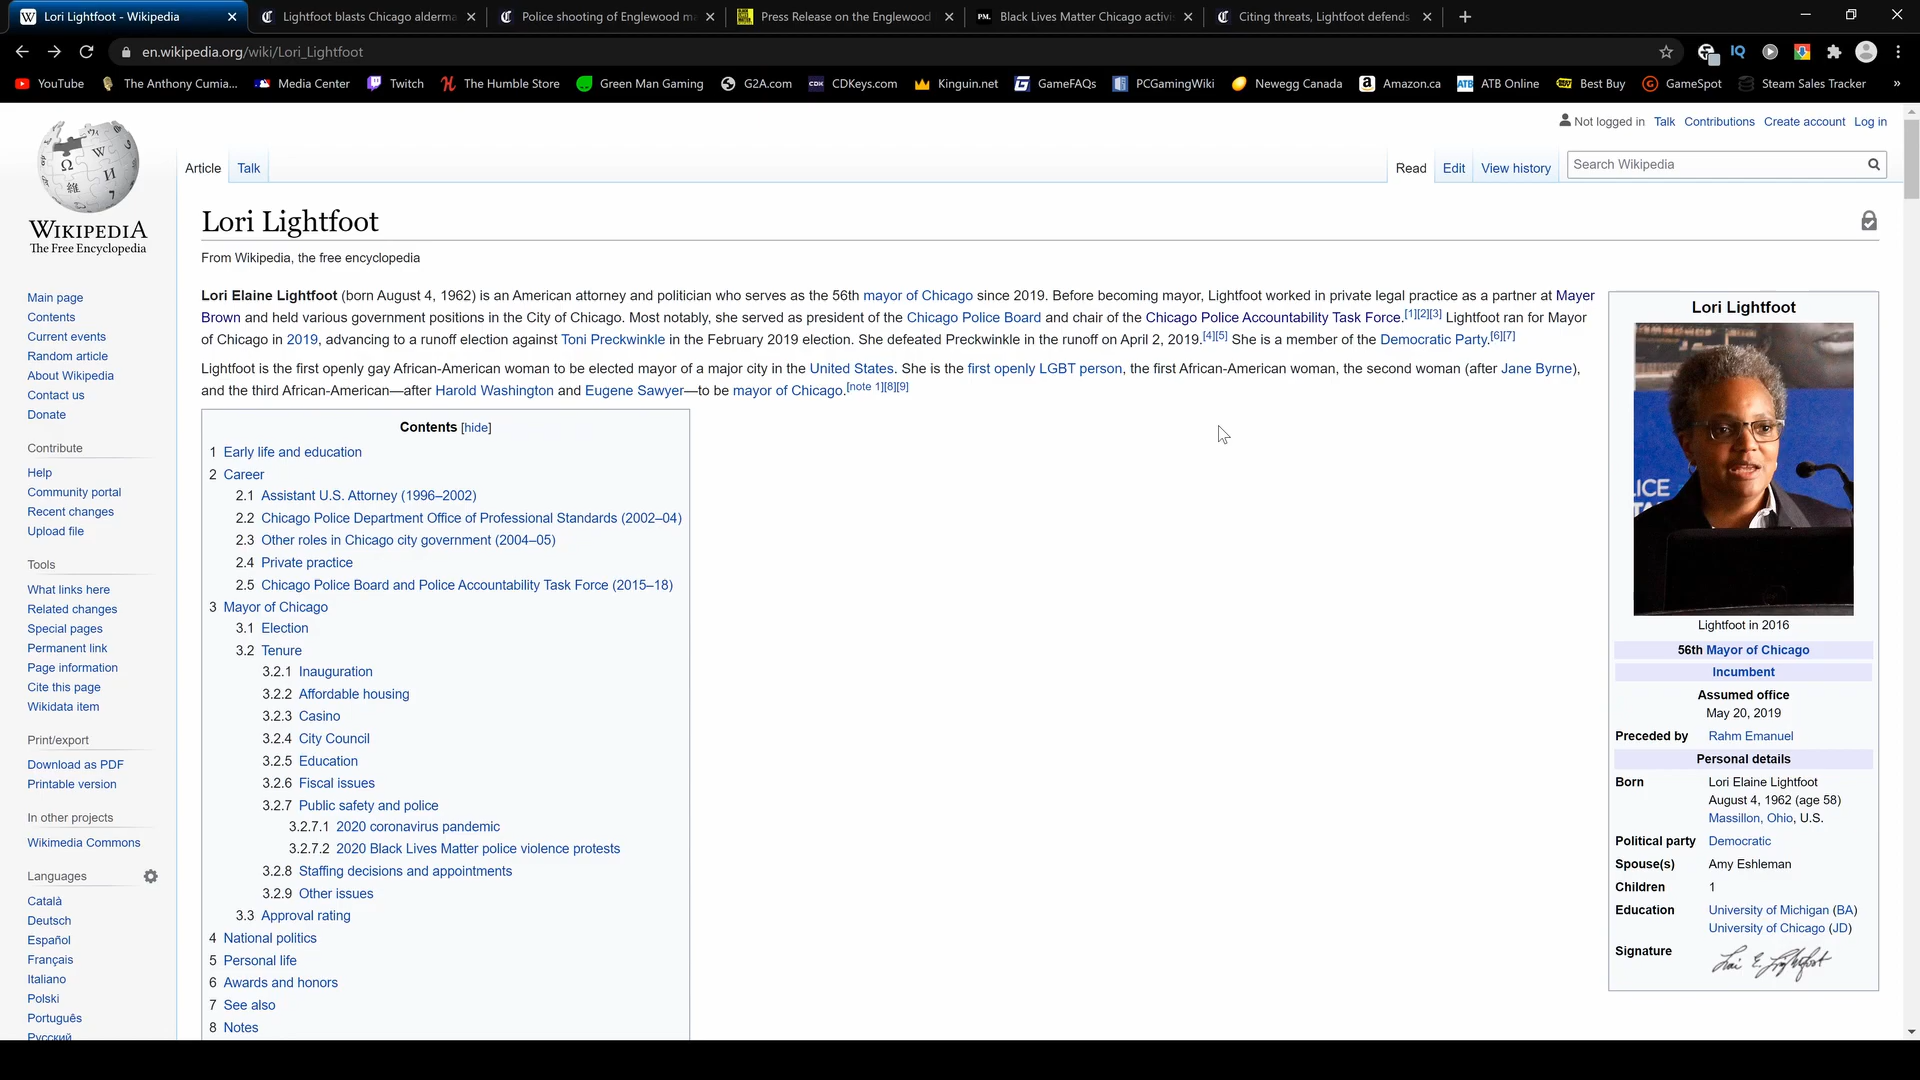 Lori Lightfoot - Wikipedia
Lightfoot blasts Chicago alderma
Police shooting of Englewood m
Press Release on the Englewood
PM. Black Lives Matter Chicago activi
Citing threats, Lightfoot defends
en.wikipedia.org/wiki/Lori_Lightfoot
IQ
YouTube
The Anthony Cumia...
Media Center
Twitch
The Humble Store
Green Man Gaming
G2A.com
CDKeys.com
Kinguin.net
GameFAQs
PCGamingWiki
Newegg Canada
Amazon.ca
ATB Online
Best Buy
GameSpot
Steam Sales Tracker
»
Not logged in Talk Contributions Create account Log in
Article Talk
Read Edit View history
Search Wikipedia
WIKIPEDIA
The Free Encyclopedia
Main page
Contents
Current events
Random article
About Wikipedia
Contact us
Donate
Contribute
Help
Community portal
Recent changes
Upload file
Tools
What links here
Related changes
Special pages
Permanent link
Page information
Cite this page
Wikidata item
Print/export
Download as PDF
Printable version
In other projects
Wikimedia Commons
Languages
Català
Deutsch
Español
Français
Italiano
Polski
Português
Русский
Lori Lightfoot
From Wikipedia, the free encyclopedia
Lori Elaine Lightfoot (born August 4, 1962) is an American attorney and politician who serves as the 56th mayor of Chicago since 2019. Before becoming mayor, Lightfoot worked in private legal practice as a partner at Mayer
Brown and held various government positions in the City of Chicago. Most notably, she served as president of the Chicago Police Board and chair of the Chicago Police Accountability Task Force.[1][2][3] Lightfoot ran for Mayor
of Chicago in 2019, advancing to a runoff election against Toni Preckwinkle in the February 2019 election. She defeated Preckwinkle in the runoff on April 2, 2019.[4][5] She is a member of the Democratic Party.[6][7]
Lightfoot is the first openly gay African-American woman to be elected mayor of a major city in the United States. She is the first openly LGBT person, the first African-American woman, the second woman (after Jane Byrne),
and the third African-American—after Harold Washington and Eugene Sawyer—to be mayor of Chicago.[note 1][8][9]
Contents [hide]
1 Early life and education
2 Career
2.1 Assistant U.S. Attorney (1996–2002)
2.2 Chicago Police Department Office of Professional Standards (2002–04)
2.3 Other roles in Chicago city government (2004–05)
2.4 Private practice
2.5 Chicago Police Board and Police Accountability Task Force (2015–18)
3 Mayor of Chicago
3.1 Election
3.2 Tenure
3.2.1 Inauguration
3.2.2 Affordable housing
3.2.3 Casino
3.2.4 City Council
3.2.5 Education
3.2.6 Fiscal issues
3.2.7 Public safety and police
3.2.7.1 2020 coronavirus pandemic
3.2.7.2 2020 Black Lives Matter police violence protests
3.2.8 Staffing decisions and appointments
3.2.9 Other issues
3.3 Approval rating
4 National politics
5 Personal life
6 Awards and honors
7 See also
8 Notes
Lori Lightfoot
Lightfoot in 2016
56th Mayor of Chicago
Incumbent
Assumed office
May 20, 2019
Preceded by Rahm Emanuel
Personal details
Born Lori Elaine Lightfoot
August 4, 1962 (age 58)
Massillon, Ohio, U.S.
Political party Democratic
Spouse(s) Amy Eshleman
Children 1
Education University of Michigan (BA)
University of Chicago (JD)
Signature